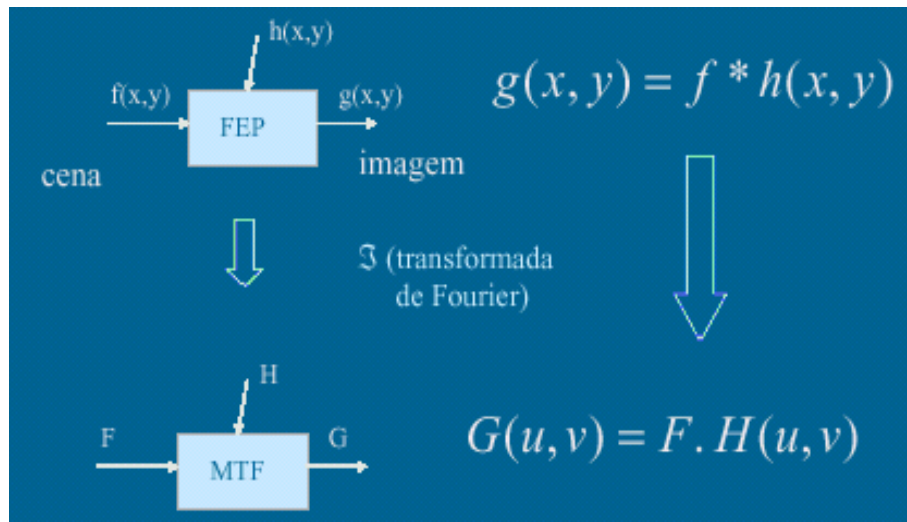 h(x,y)
f(x,y)
FEP
g(x,y)
cena
imagem
g(x, y) = f * h(x, y)
ℑ (transformada
de Fourier)
H
F
MTF
G
G(u, v) = F . H(u, v)